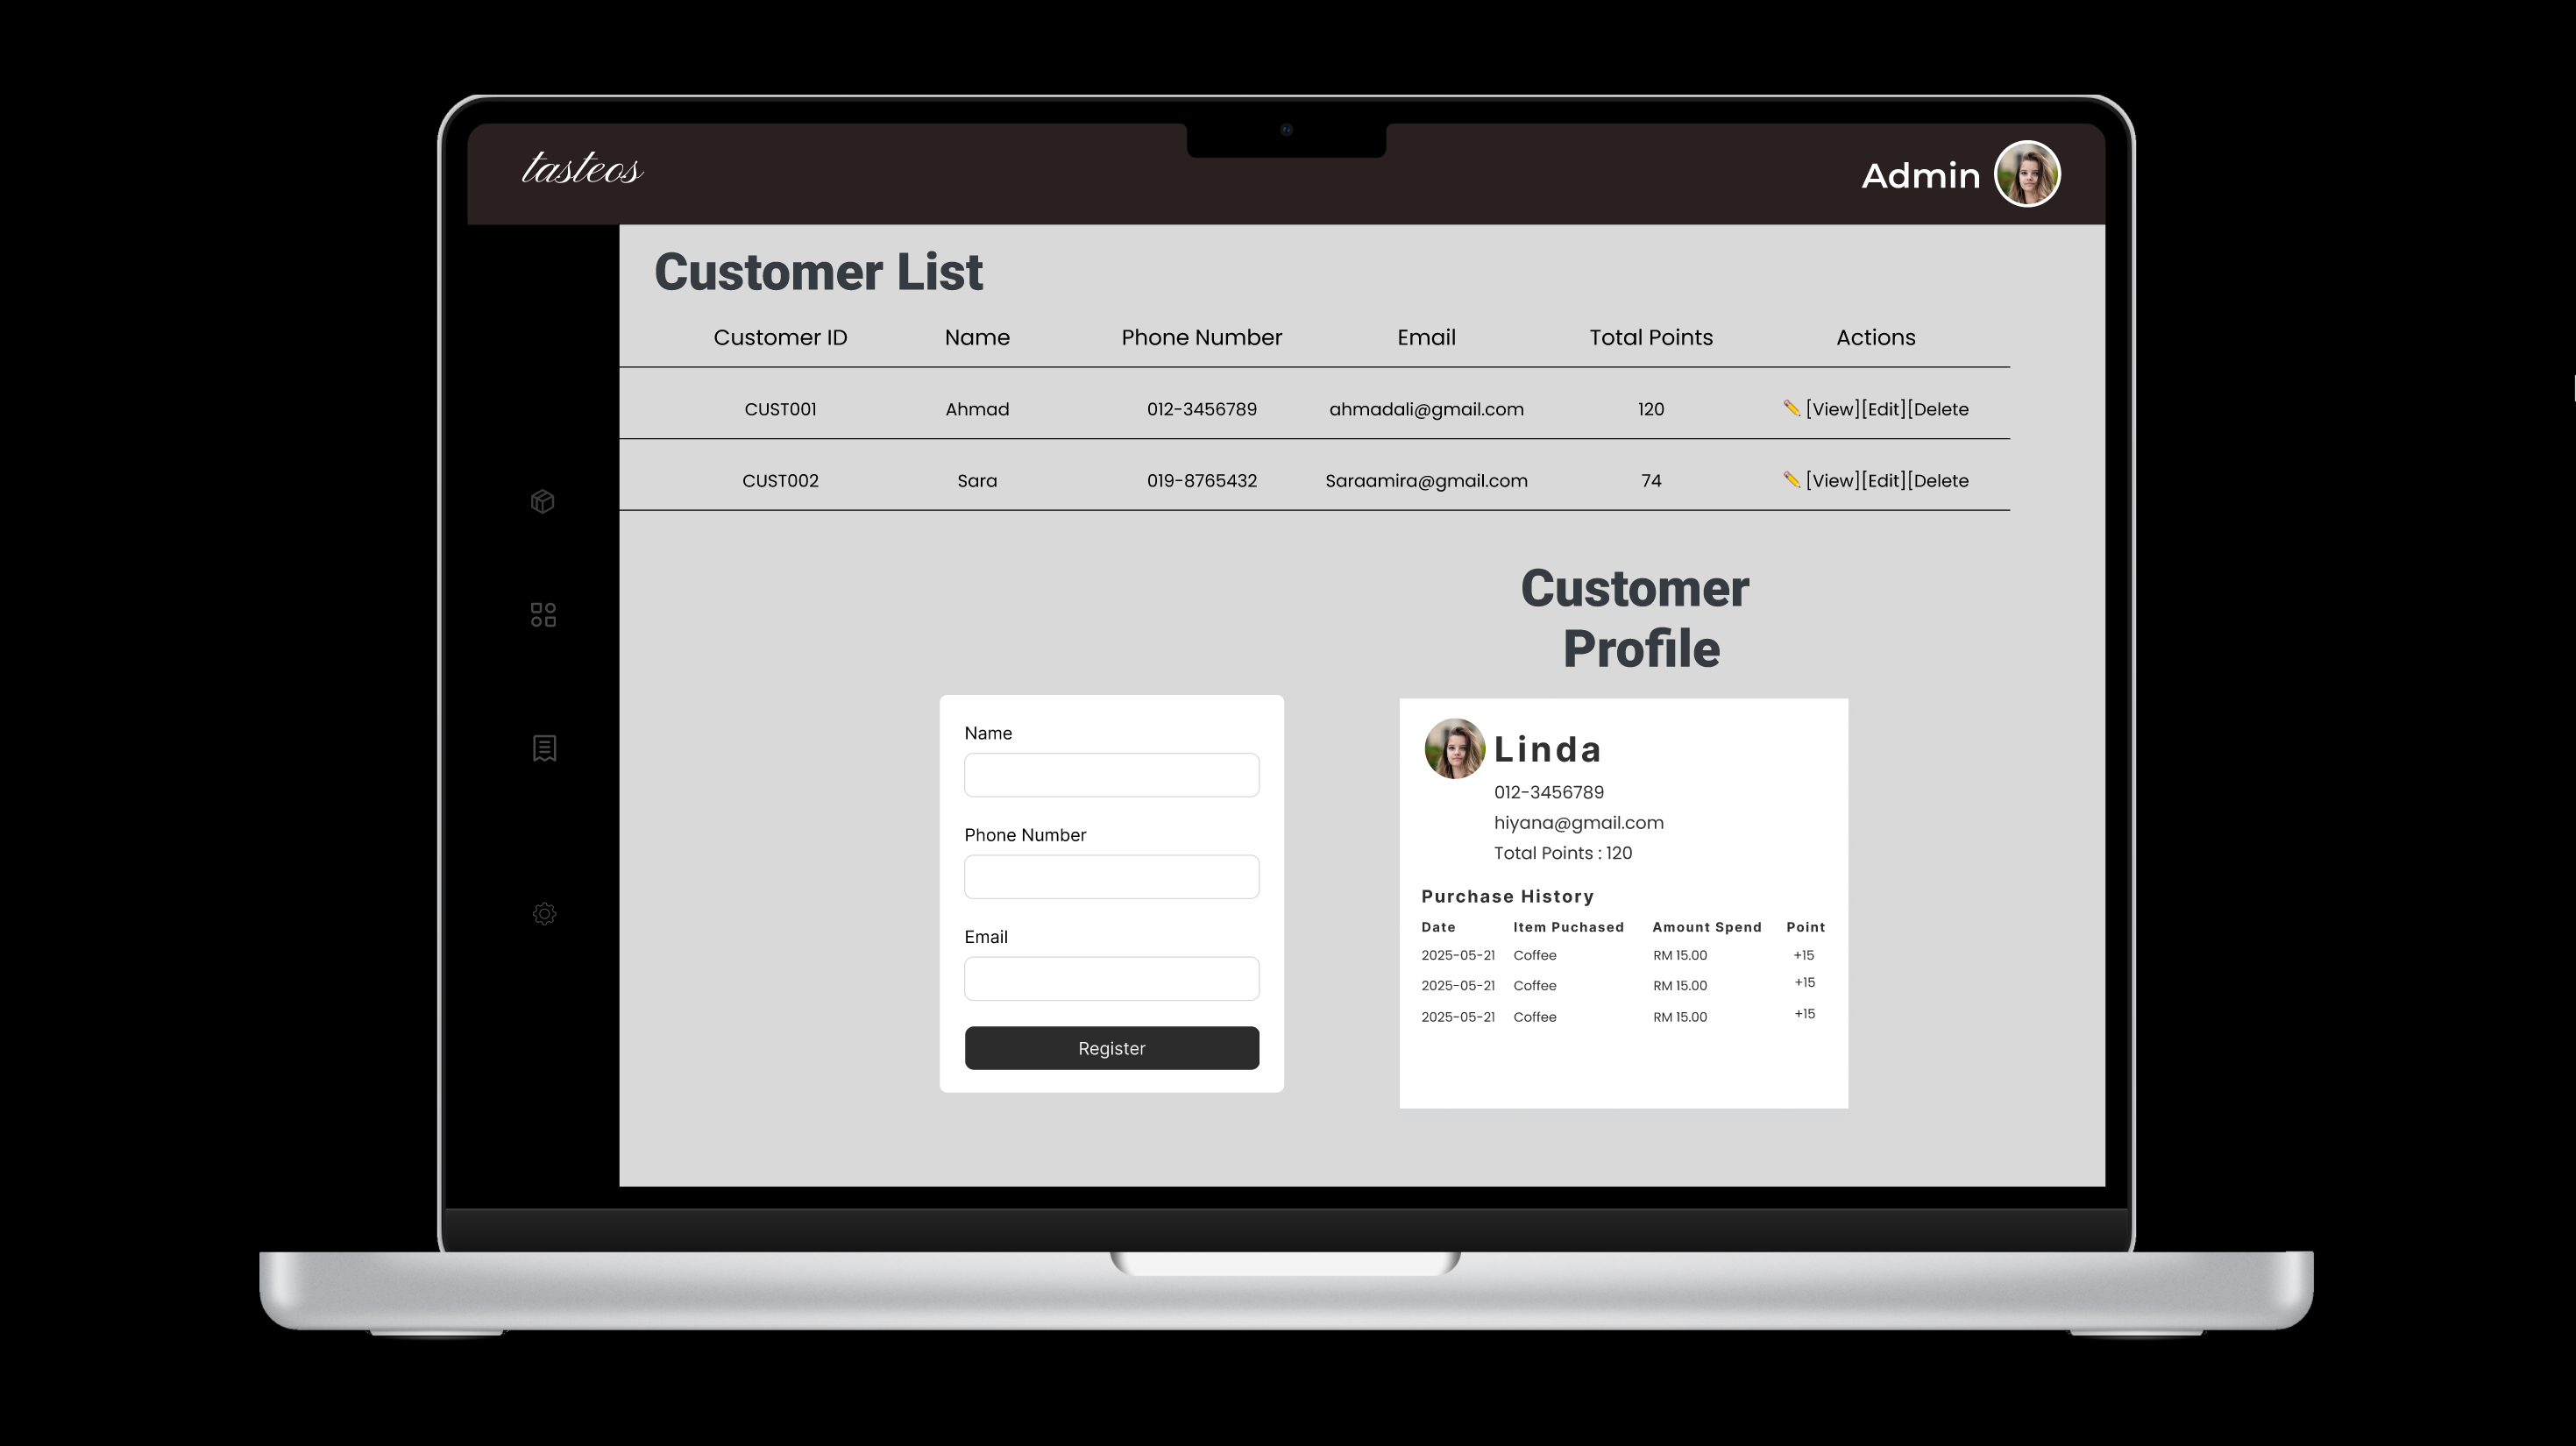 tasteos
Admin
Customer List
Customer ID Name Phone Number Email Total Points Actions
CUST001 Ahmad 012-3456789 ahmadali@gmail.com 120 ✏️ [View][Edit][Delete
CUST002 Sara 019-8765432 Saraamira@gmail.com 74 ✏️ [View][Edit][Delete
Name
Phone Number
Email
Register
Customer
Profile
Linda
012-3456789
hiyana@gmail.com
Total Points : 120
Purchase History
Date Item Puchased Amount Spend Point
2025-05-21 Coffee RM 15.00 +15
2025-05-21 Coffee RM 15.00 +15
2025-05-21 Coffee RM 15.00 +15